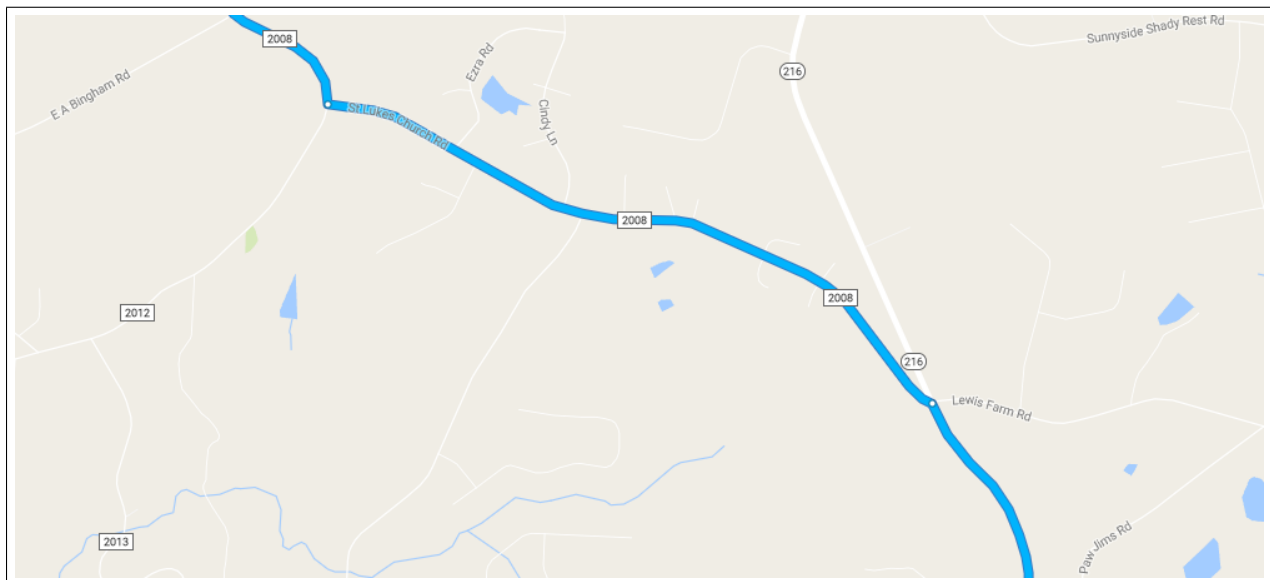 2008
Sunnyside Shady Rest Rd
E A Bingham Rd
Ezra Rd
216
St Lukes Church Rd
Cindy Ln
2008
2008
2012
216
Lewis Farm Rd
2013
Paw Jims Rd